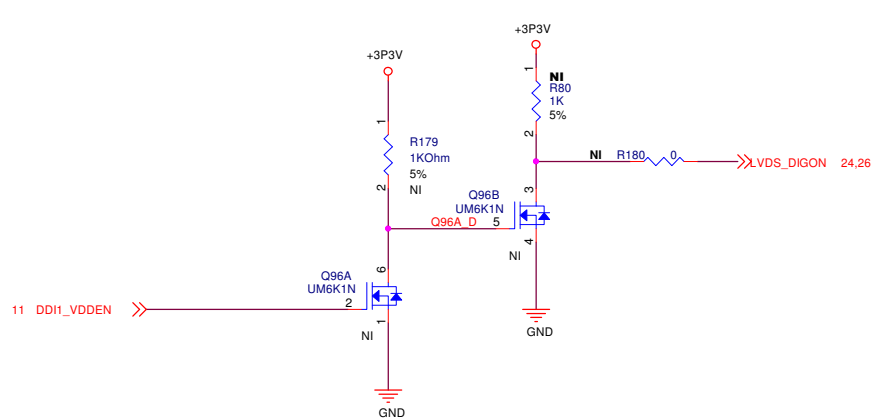 +3P3V
+3P3V
1
NI
R80
1K
5%
2
1
R179
1KOhm
5%
NI
2
NI R180 0
LVDS_DIGON 24,26
Q96B
UM6K1N
3
Q96A_D 5
4
NI
Q96A
UM6K1N
6
2
1
NI
11 DDI1_VDDEN
GND
GND